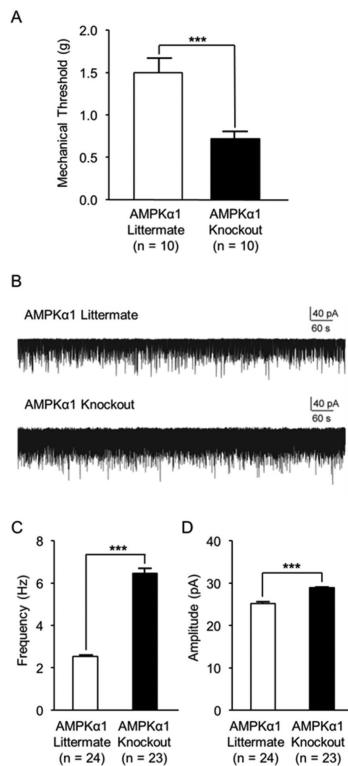 A
Mechanical Threshold (g)
2.0
1.5
1.0
0.5
0.0
***
AMPKα1 AMPKα1
Littermate Knockout
(n = 10) (n = 10)
B
AMPKα1 Littermate
40 pA
60 s
AMPKα1 Knockout
40 pA
60 s
C
Frequency (Hz)
8
6
4
2
0
***
AMPKα1 AMPKα1
Littermate Knockout
(n = 24) (n = 23)
D
Amplitude (pA)
40
30
20
10
0
***
AMPKα1 AMPKα1
Littermate Knockout
(n = 24) (n = 23)